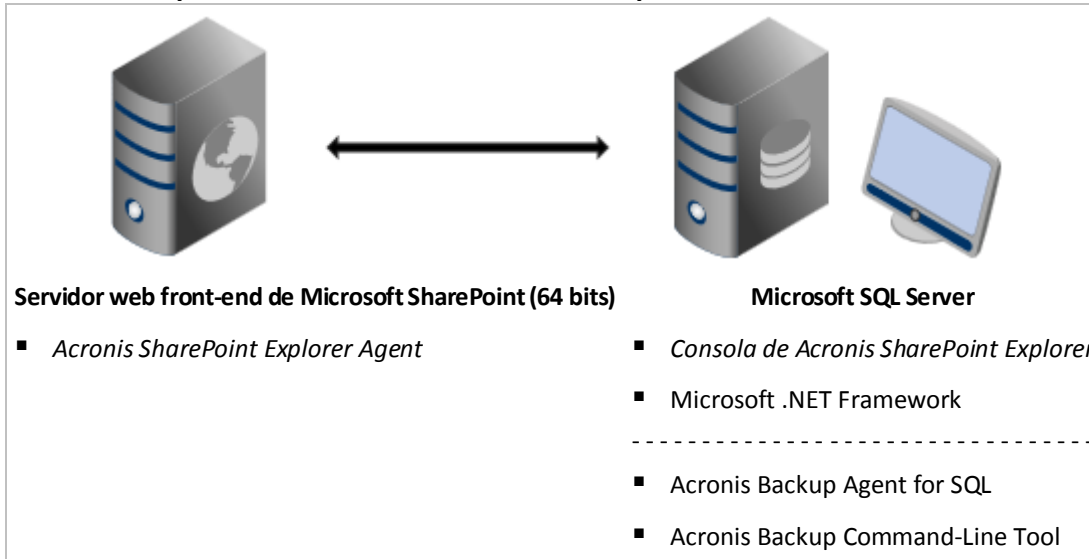 Servidor web front-end de Microsoft SharePoint (64 bits)
▪ Acronis SharePoint Explorer Agent
Microsoft SQL Server
▪ Consola de Acronis SharePoint Explorer
▪ Microsoft .NET Framework
▪ Acronis Backup Agent for SQL
▪ Acronis Backup Command-Line Tool